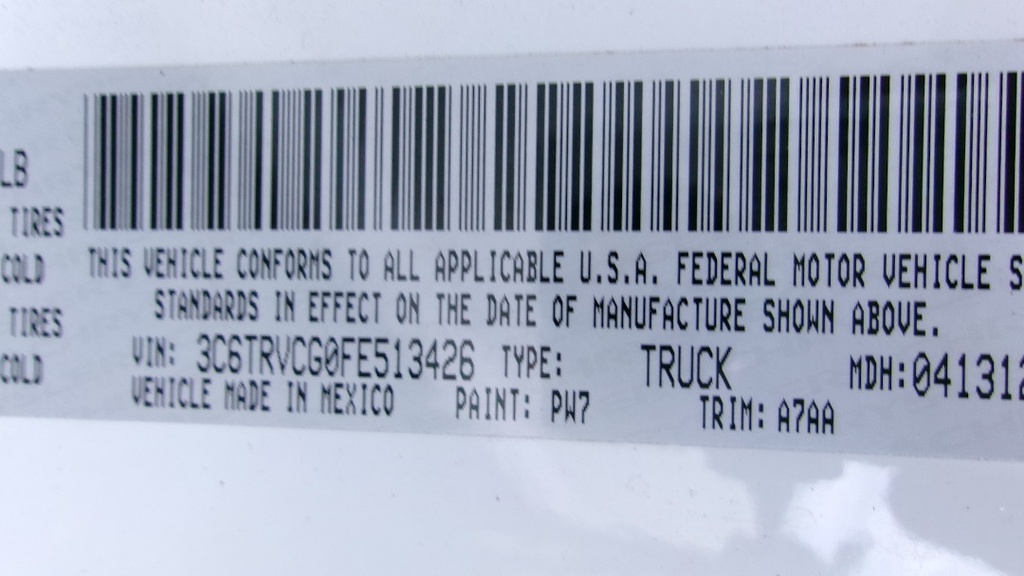 LB
TIRES
COLD
TIRES
COLD
THIS VEHICLE CONFORMS TO ALL APPLICABLE U.S.A. FEDERAL MOTOR VEHICLE S
STANDARDS IN EFFECT ON THE DATE OF MANUFACTURE SHOWN ABOVE.
VIN: 3C6TRVCG0FE513426 TYPE: TRUCK MDH:041312
VEHICLE MADE IN MEXICO PAINT: PW7 TRIM: A7AA